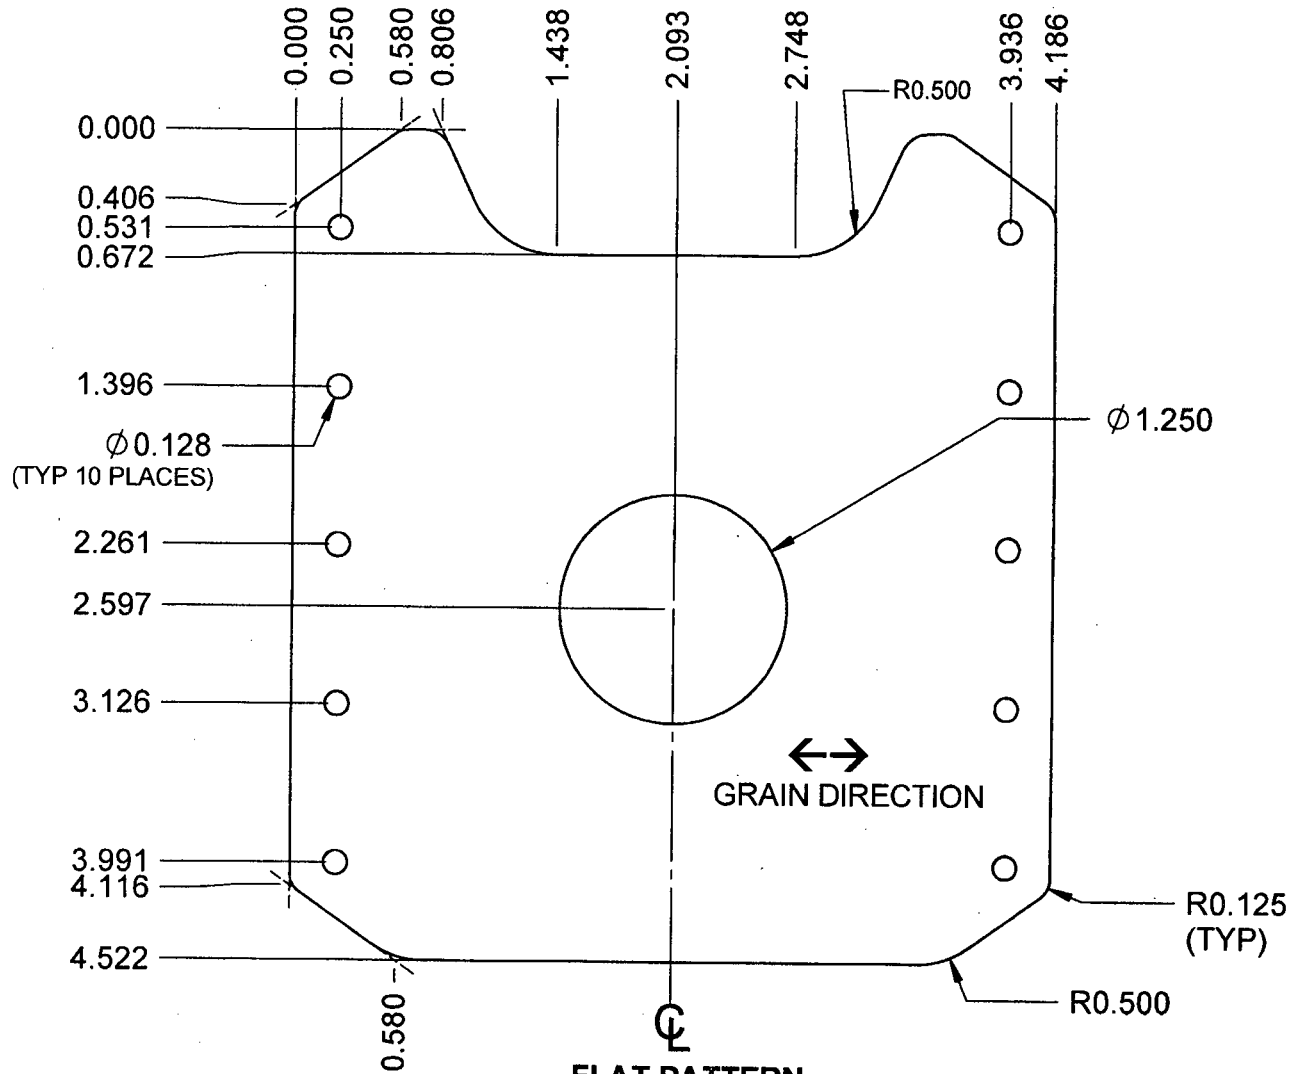 0.000
0.250
0.580
0.806
1.438
2.093
2.748
3.936
4.186
R0.500
0.000
0.406
0.531
0.672
1.396
∅0.128
(TYP 10 PLACES)
∅1.250
2.261
2.597
3.126
GRAIN DIRECTION
3.991
4.116
R0.125
(TYP)
4.522
R0.500
0.580
CL
FLAT PATTERN